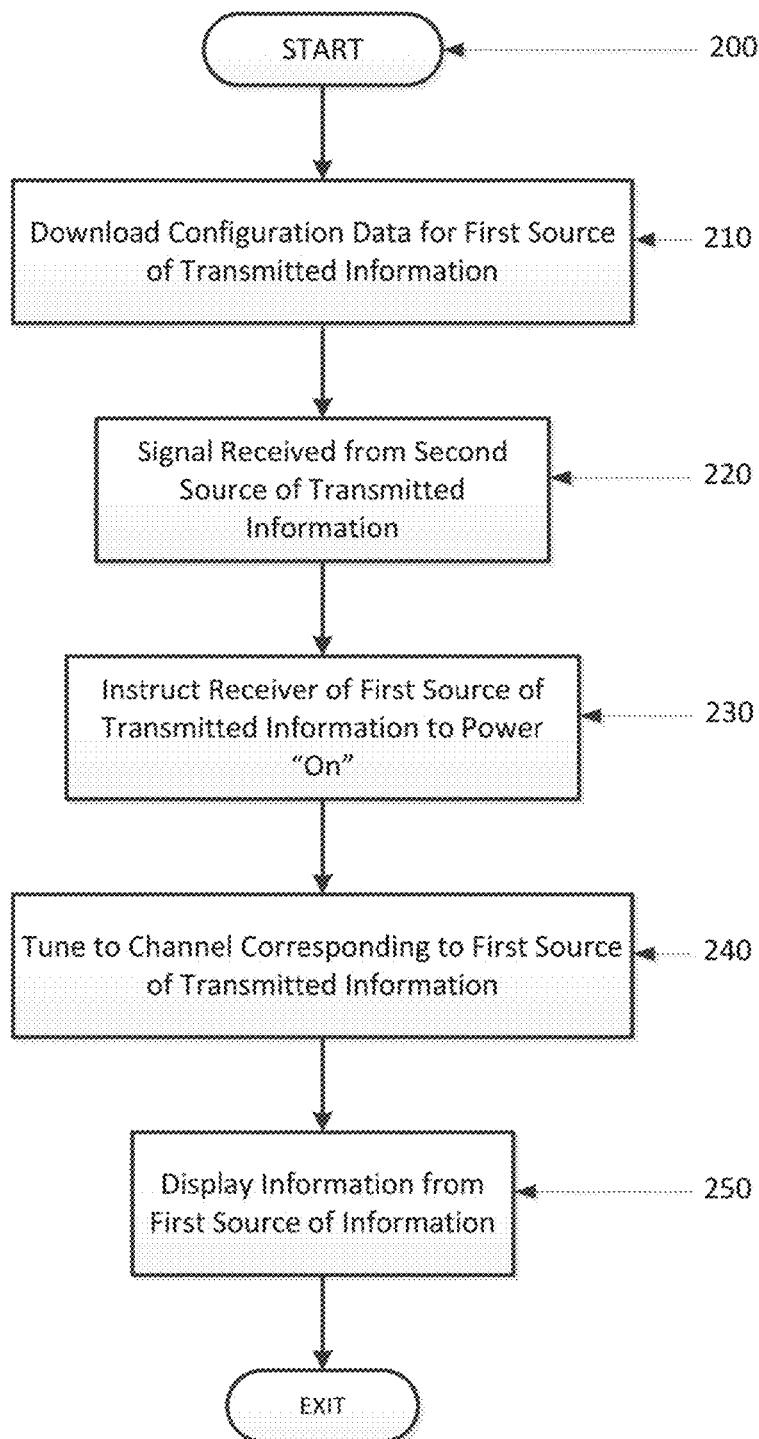 START
200
Download Configuration Data for First Source
of Transmitted Information
210
Signal Received from Second
Source of Transmitted
Information
220
Instruct Receiver of First Source of
Transmitted Information to Power
“On”
230
Tune to Channel Corresponding to First Source
of Transmitted Information
240
Display Information from
First Source of Information
250
EXIT